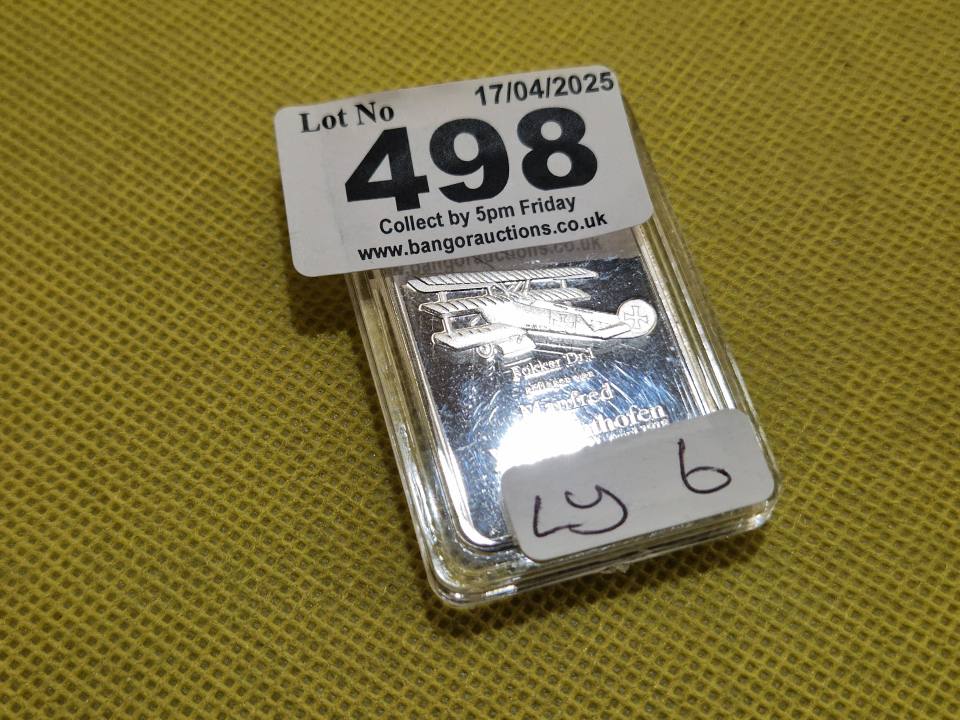 Lot No 17/04/2025
498
Collect by 5pm Friday
www.bangorauctions.co.uk
Fokker Dr.I
Manfred
thofen
Ly 6